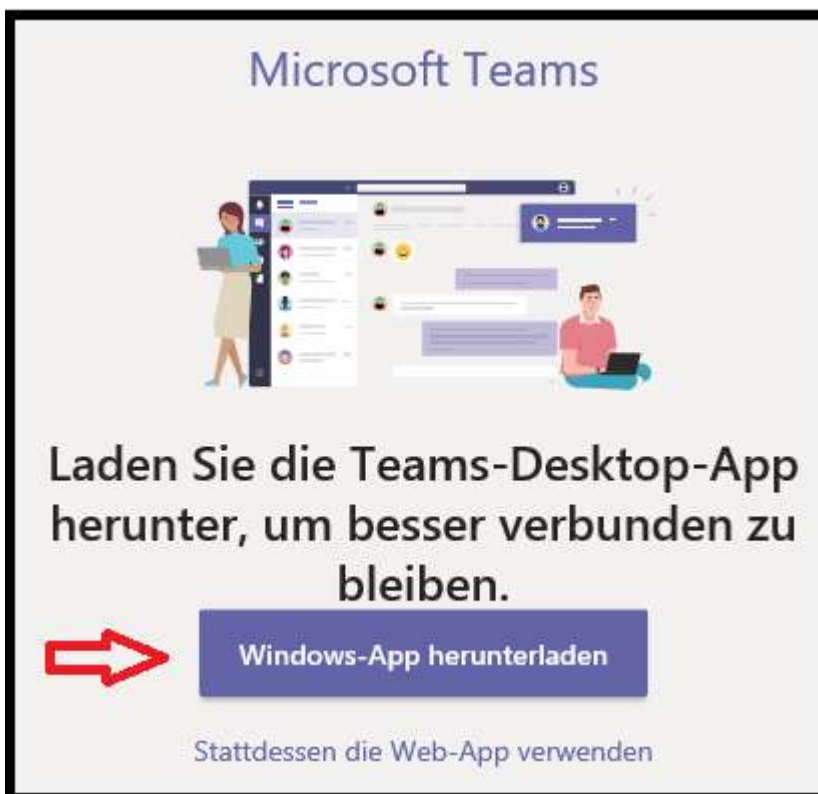 Microsoft Teams
Laden Sie die Teams-Desktop-App
herunter, um besser verbunden zu
bleiben.
Windows-App herunterladen
Stattdessen die Web-App verwenden